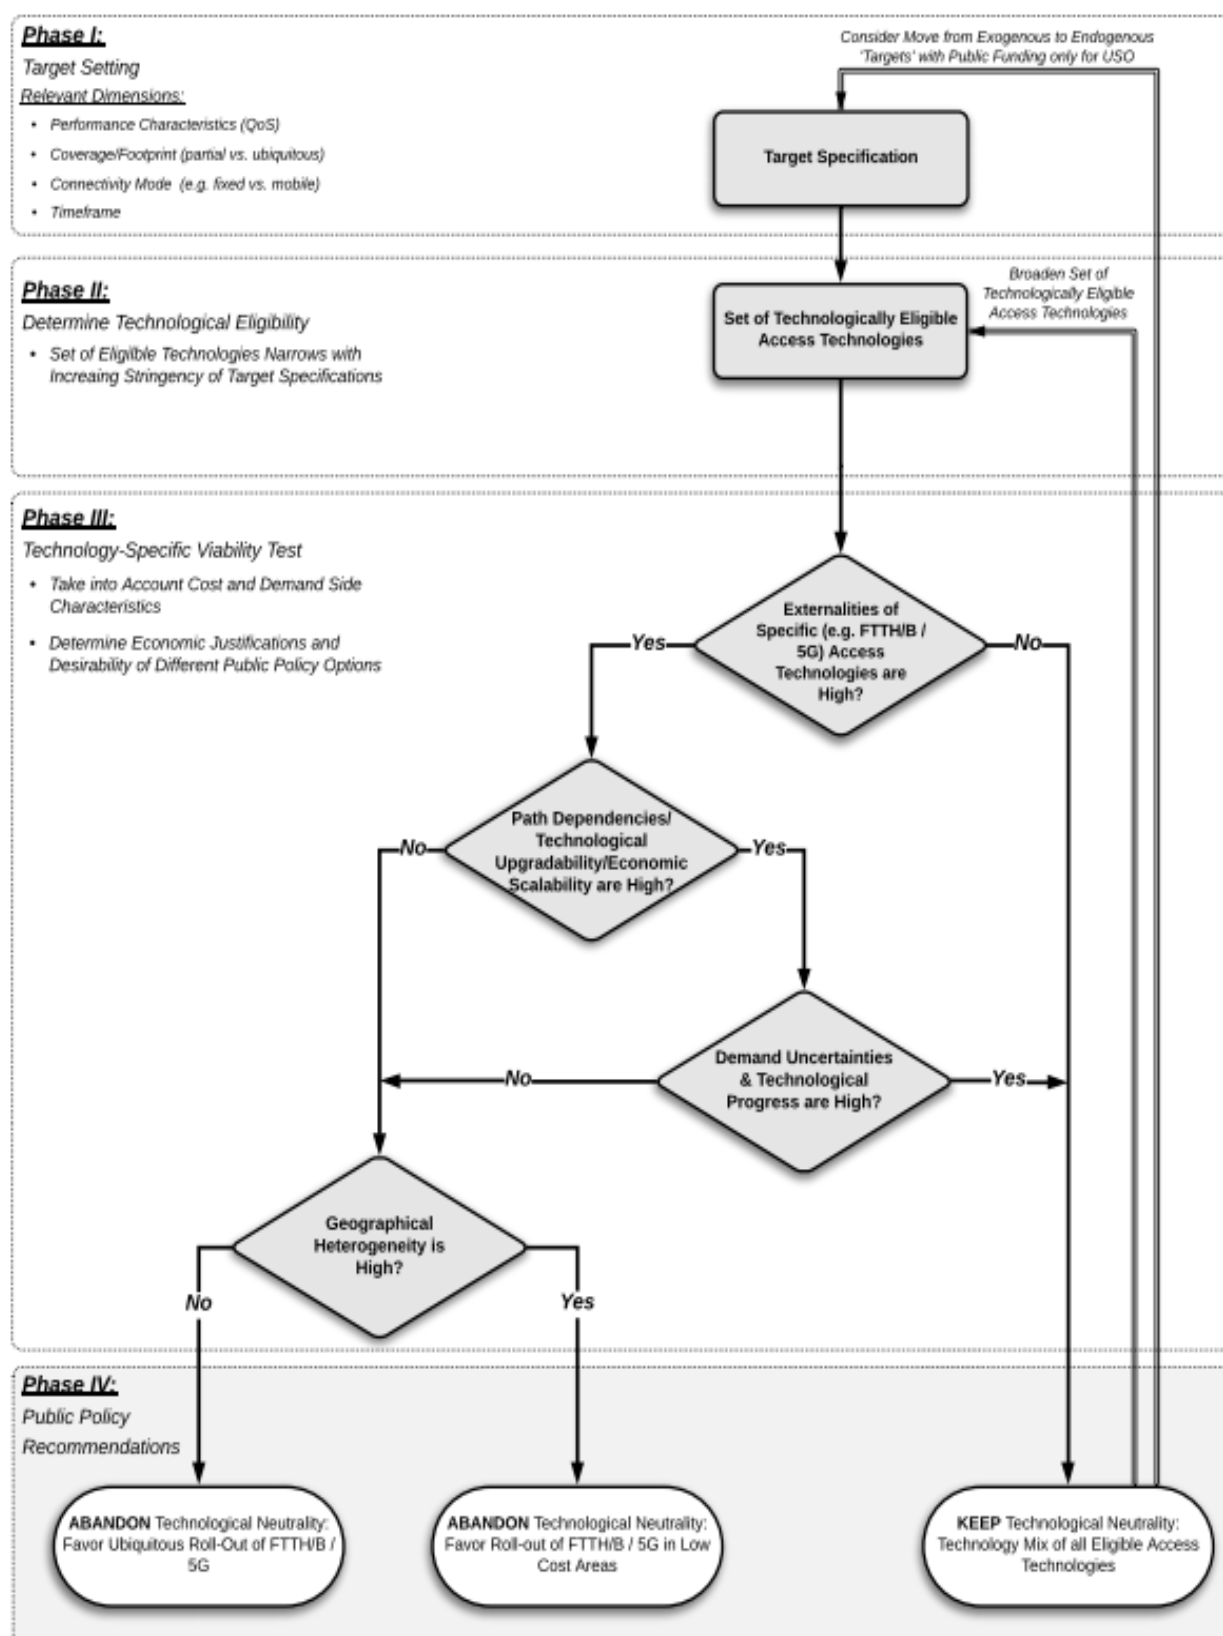 Phase I:
Target Setting
Relevant Dimensions:
• Performance Characteristics (QoS)
• Coverage/Footprint (partial vs. ubiquitous)
• Connectivity Mode (e.g. fixed vs. mobile)
• Timeframe
Consider Move from Exogenous to Endogenous
'Targets' with Public Funding only for USO
Target Specification
Phase II:
Determine Technological Eligibility
• Set of Eligilble Technologies Narrows with
Increaing Stringency of Target Specifications
Set of Technologically Eligible
Access Technologies
Broaden Set of
Technologically Eligible
Access Technologies
Phase III:
Technology-Specific Viability Test
• Take into Account Cost and Demand Side
Characteristics
• Determine Economic Justifications and
Desirability of Different Public Policy Options
Externalities of
Specific (e.g. FTTH/B /
5G) Access
Technologies are
High?
Yes
No
Path Dependencies/
Technological
Upgradability/Economic
Scalability are High?
No
Yes
Demand Uncertainties
& Technological
Progress are High?
No
Yes
Geographical
Heterogeneity is
High?
No
Yes
Phase IV:
Public Policy
Recommendations
ABANDON Technological Neutrality:
Favor Ubiquitous Roll-Out of FTTH/B /
5G
ABANDON Technological Neutrality:
Favor Roll-out of FTTH/B / 5G in Low
Cost Areas
KEEP Technological Neutrality:
Technology Mix of all Eligible Access
Technologies